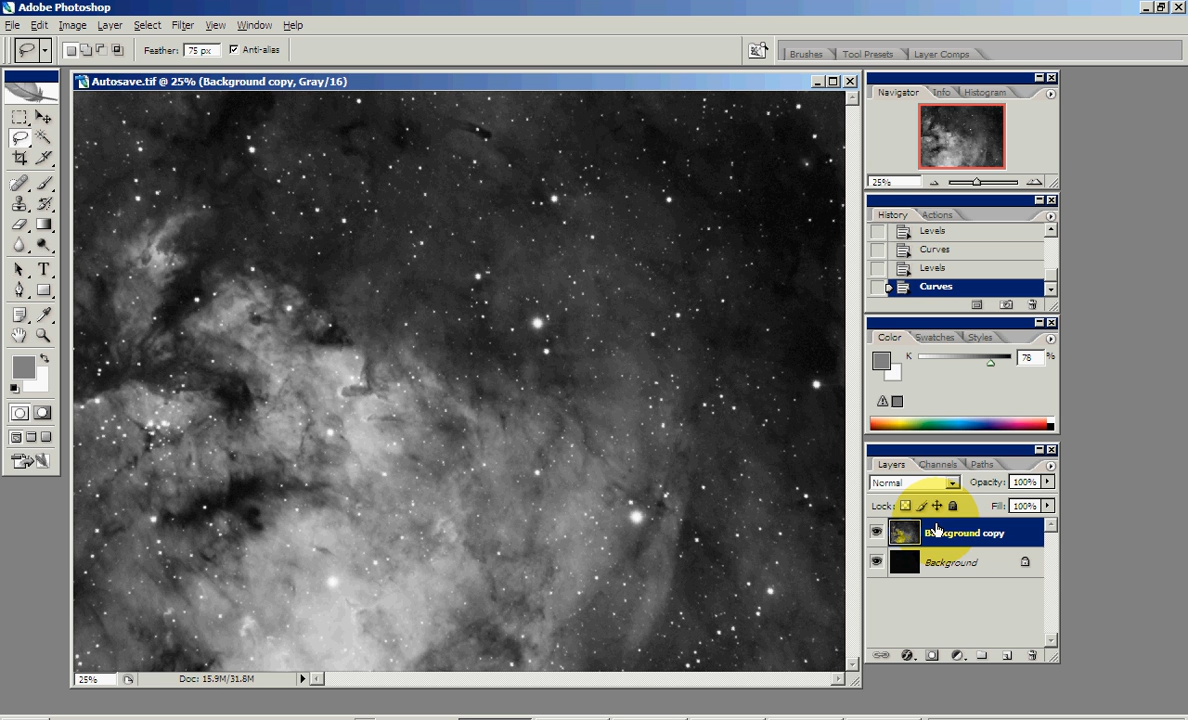 Adobe Photoshop
File Edit Image Layer Select Filter View Window Help
Feather: 75 px Anti-alias
Brushes Tool Presets Layer Comps
Autosave.tif @ 25% (Background copy, Gray/16)
Navigator Info Histogram
25%
History Actions
Levels
Curves
Levels
Curves
Color Swatches Styles
K 78 %
Layers Channels Paths
Normal Opacity: 100%
Lock: Fill: 100%
Background copy
Background
25% Doc: 15.9M/31.8M